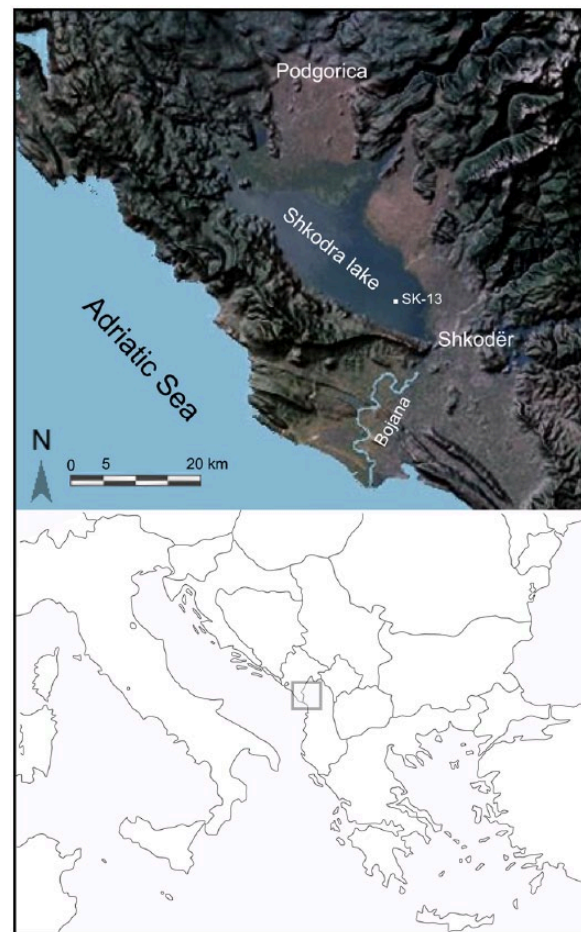 Podgorica
Shkodra lake
SK-13
Shkodër
Adriatic Sea
Bojana
N
0 5 20 km